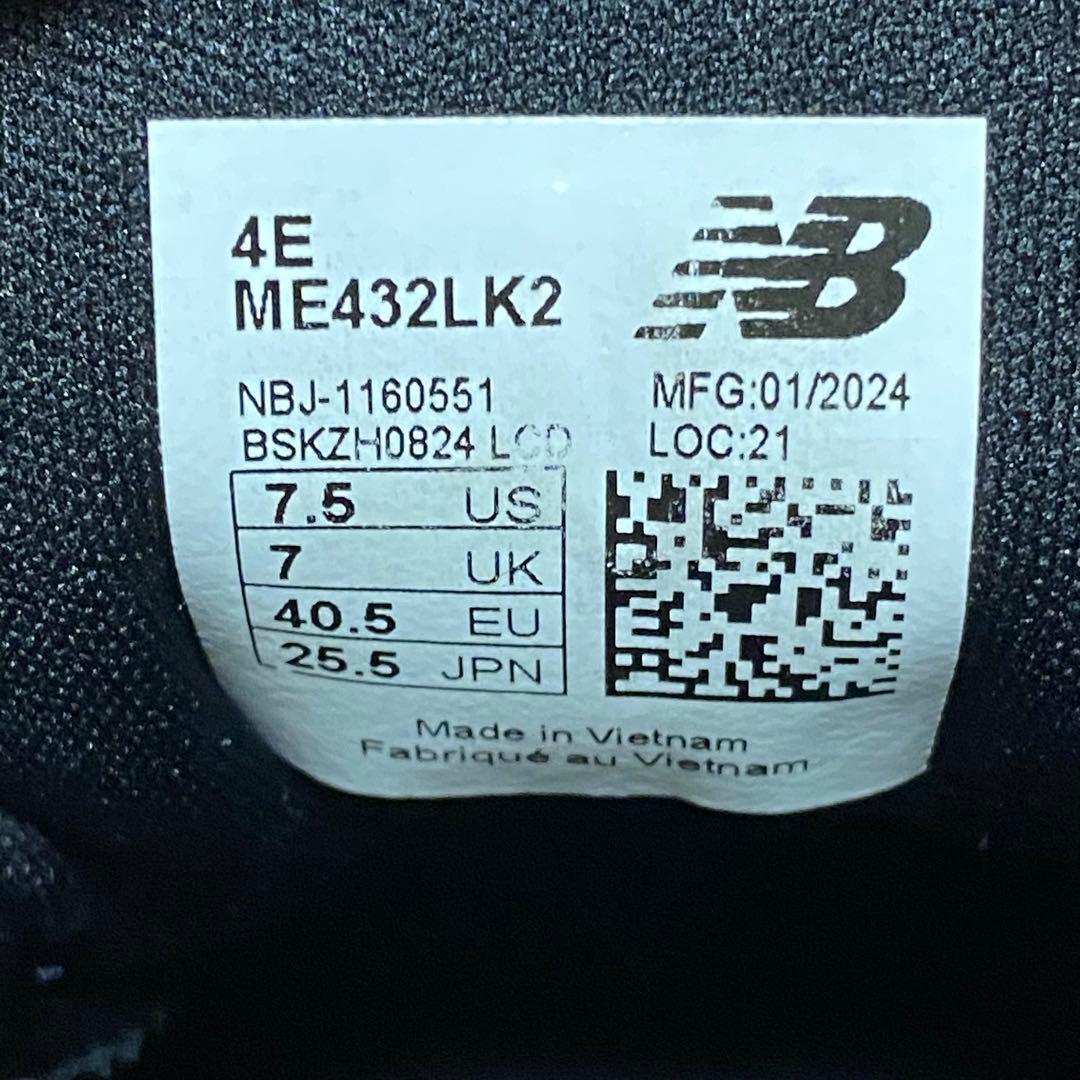 4E
ME432LK2
NB
NBJ-1160551
MFG:01/2024
BSKZH0824 LCD
LOC:21
7.5 US
7 UK
40.5 EU
25.5 JPN
Made in Vietnam
Fabriqué au Vietnam